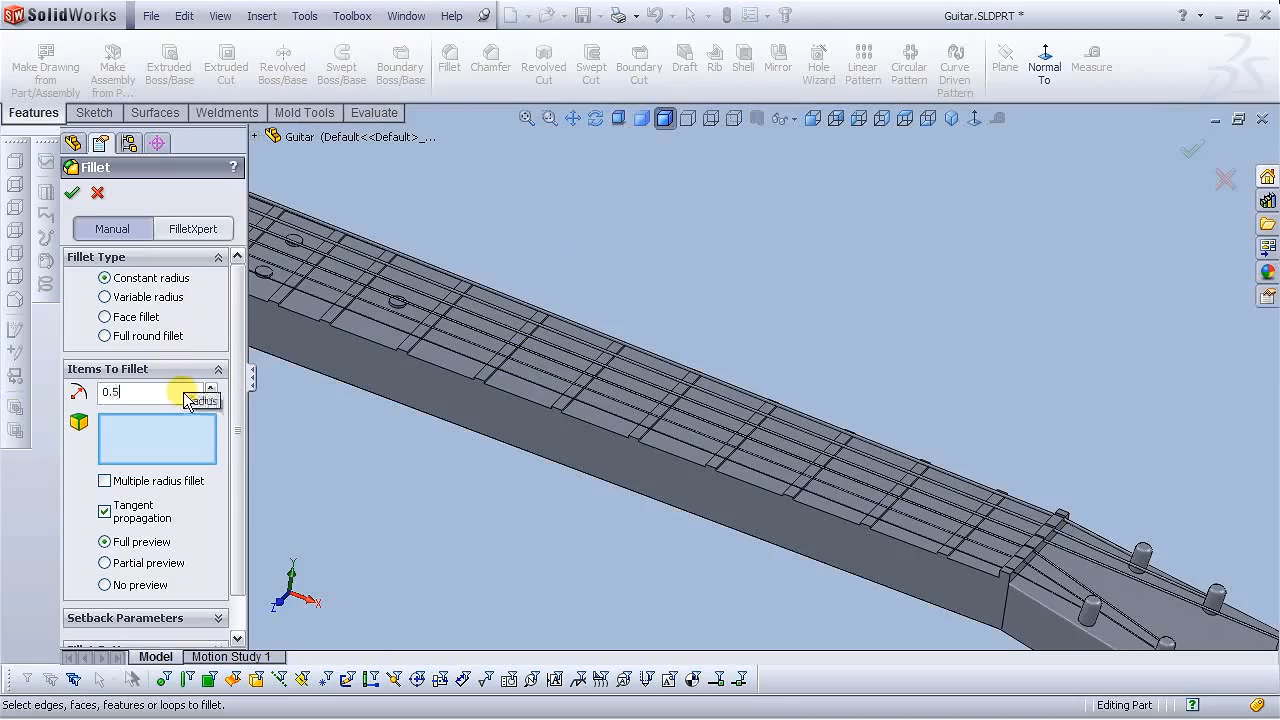 SolidWorks File Edit View Insert Tools Toolbox Window Help Guitar.SLDPRT *
Make Drawing from Part/Assembly
Make Assembly from P...
Extruded Boss/Base
Extruded Cut
Revolved Boss/Base
Swept Boss/Base
Boundary Boss/Base
Fillet
Chamfer
Revolved Cut
Swept Cut
Boundary Cut
Draft
Rib
Shell
Mirror
Hole Wizard
Linear Pattern
Circular Pattern
Curve Driven Pattern
Plane
Normal To
Measure
Features Sketch Surfaces Weldments Mold Tools Evaluate
Guitar (Default<<Default>_...
Fillet ?
Manual FilletXpert
Fillet Type
Constant radius
Variable radius
Face fillet
Full round fillet
Items To Fillet
0.5
Multiple radius fillet
Tangent
propagation
Full preview
Partial preview
No preview
Setback Parameters
Y
X
Z
Model Motion Study 1
Select edges, faces, features or loops to fillet. Editing Part